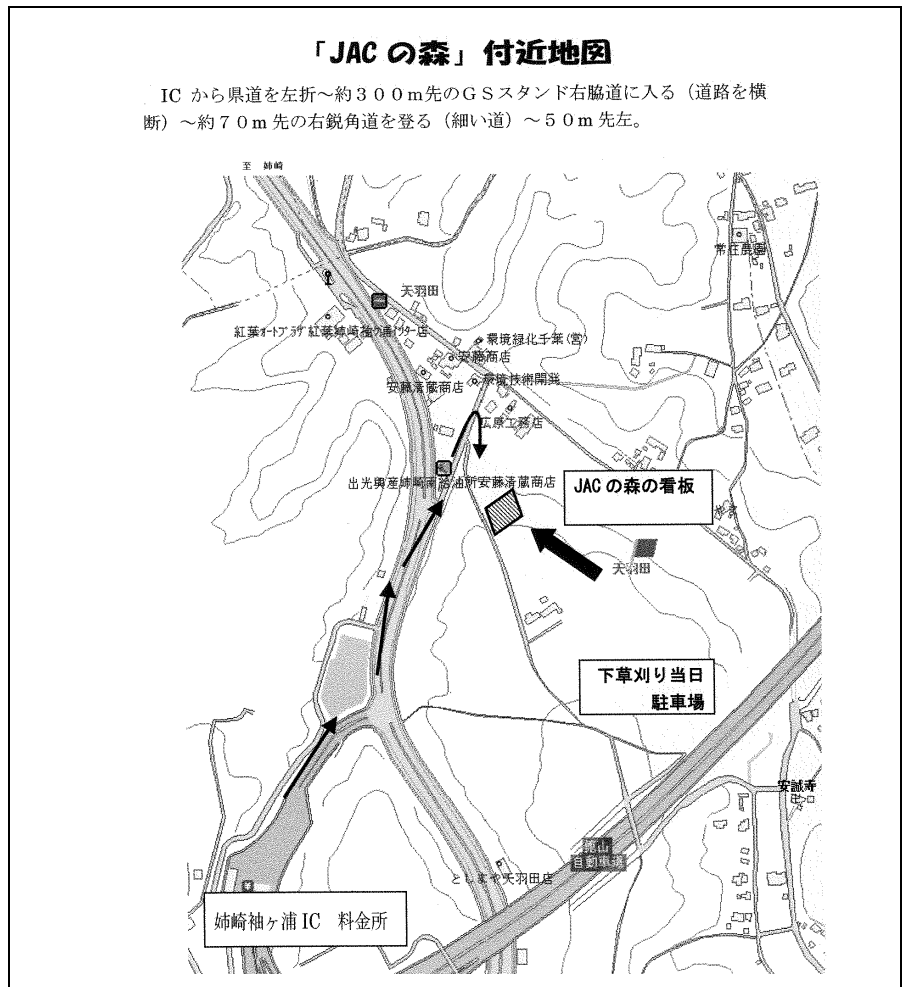 「JACの森」付近地図
ICから県道を左折～約３００ｍ先のＧＳスタンド右脇道に入る（道路を横
断）～約７０ｍ先の右鋭角道を登る（細い道）～５０ｍ先左。
至 姉崎
常荘農園
天羽田
紅葉オートプラザ紅葉姉崎袖ケ浦インター店
環境緑化千葉(営)
安藤商店
環境技術開発
安藤清蔵商店
広原工務店
出光興産姉崎南給油所安藤清蔵商店
JACの森の看板
天羽田
下草刈り当日
駐車場
安誠寺
館山
自動車道
としまや天羽田店
姉崎袖ヶ浦IC 料金所